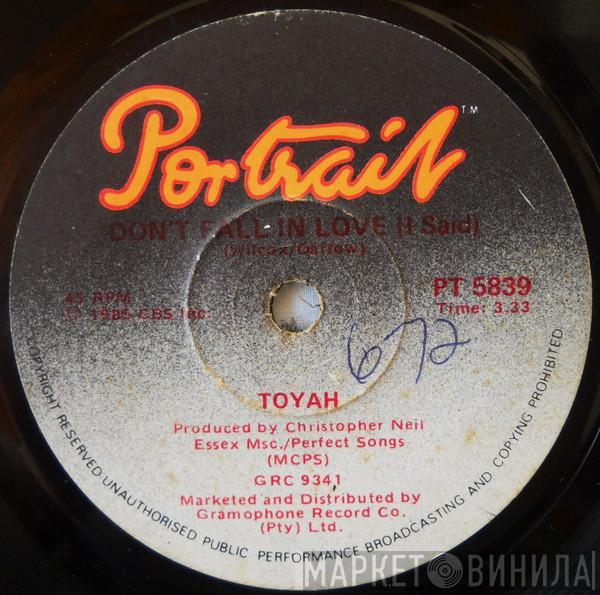 Portrait™
DON'T FALL IN LOVE (I Said)
(Wilcox/Darrow)
45 RPM
© 1985 CBS Inc.
PT 5839
Time: 3.33
672
TOYAH
Produced by Christopher Neil
Essex Msc./Perfect Songs
(MCPS)
GRC 9341
Marketed and Distributed by
Gramophone Record Co.
(Pty) Ltd.
COPYRIGHT RESERVED-UNAUTHORISED PUBLIC PERFORMANCE BROADCASTING AND COPYING PROHIBITED.
МАРКЕТ ВИНИЛА